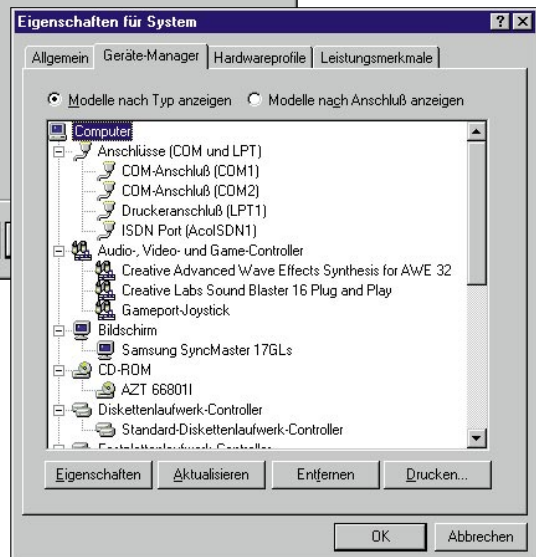 Eigenschaften für System
Allgemein Geräte-Manager Hardwareprofile Leistungsmerkmale
Modelle nach Typ anzeigen Modelle nach Anschluß anzeigen
Computer
Anschlüsse (COM und LPT)
COM-Anschluß (COM1)
COM-Anschluß (COM2)
Druckeranschluß (LPT1)
ISDN Port (AcoISDN1)
Audio-, Video- und Game-Controller
Creative Advanced Wave Effects Synthesis for AWE 32
Creative Labs Sound Blaster 16 Plug and Play
Gameport-Joystick
Bildschirm
Samsung SyncMaster 17GLs
CD-ROM
AZT 66801I
Diskettenlaufwerk-Controller
Standard-Diskettenlaufwerk-Controller
Festplattenlaufwerk-Controller
Eigenschaften Aktualisieren Entfernen Drucken...
OK Abbrechen